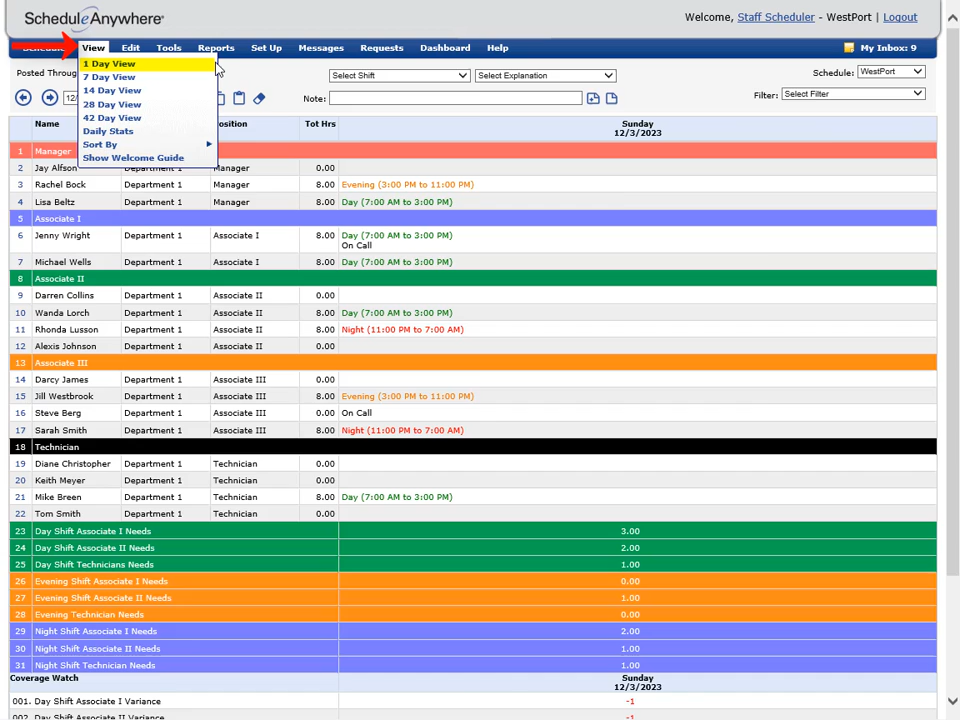 ScheduleAnywhere
Welcome, Staff Scheduler - WestPort | Logout
View Edit Tools Reports Set Up Messages Requests Dashboard Help My Inbox: 9
1 Day View
7 Day View
14 Day View
28 Day View
42 Day View
Daily Stats
Sort By
Show Welcome Guide
Posted Throu
Select Shift Select Explanation Schedule: WestPort
12/ Note: Filter: Select Filter
Name osition Tot Hrs Sunday
12/3/2023
1 Manager
2 Jay Alfson Department 1 Manager 0.00
3 Rachel Bock Department 1 Manager 8.00 Evening (3:00 PM to 11:00 PM)
4 Lisa Beltz Department 1 Manager 8.00 Day (7:00 AM to 3:00 PM)
5 Associate I
6 Jenny Wright Department 1 Associate I 8.00 Day (7:00 AM to 3:00 PM)
On Call
7 Michael Wells Department 1 Associate I 8.00 Day (7:00 AM to 3:00 PM)
8 Associate II
9 Darren Collins Department 1 Associate II 0.00
10 Wanda Lorch Department 1 Associate II 8.00 Day (7:00 AM to 3:00 PM)
11 Rhonda Lusson Department 1 Associate II 8.00 Night (11:00 PM to 7:00 AM)
12 Alexis Johnson Department 1 Associate II 0.00
13 Associate III
14 Darcy James Department 1 Associate III 0.00
15 Jill Westbrook Department 1 Associate III 8.00 Evening (3:00 PM to 11:00 PM)
16 Steve Berg Department 1 Associate III 0.00 On Call
17 Sarah Smith Department 1 Associate III 8.00 Night (11:00 PM to 7:00 AM)
18 Technician
19 Diane Christopher Department 1 Technician 0.00
20 Keith Meyer Department 1 Technician 0.00
21 Mike Breen Department 1 Technician 8.00 Day (7:00 AM to 3:00 PM)
22 Tom Smith Department 1 Technician 0.00
23 Day Shift Associate I Needs 3.00
24 Day Shift Associate II Needs 2.00
25 Day Shift Technicians Needs 1.00
26 Evening Shift Associate I Needs 0.00
27 Evening Shift Associate II Needs 1.00
28 Evening Technician Needs 0.00
29 Night Shift Associate I Needs 2.00
30 Night Shift Associate II Needs 1.00
31 Night Shift Technician Needs 1.00
Coverage Watch Sunday
12/3/2023
001. Day Shift Associate I Variance -1
002. Day Shift Associate II Variance -1